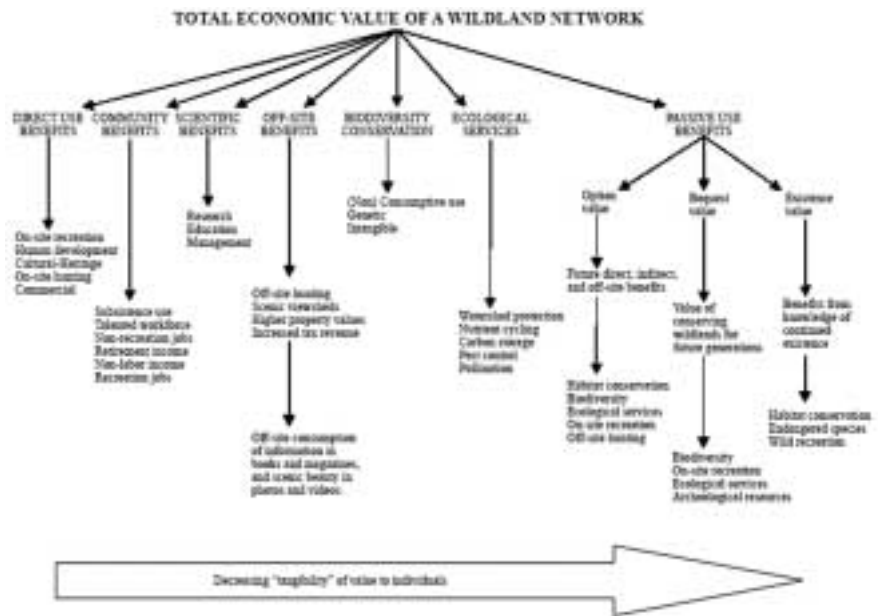 TOTAL ECONOMIC VALUE OF A WILDLAND NETWORK
DIRECT USE
BENEFITS
COMMUNITY
BENEFITS
SCIENTIFIC
BENEFITS
OFF-SITE
BENEFITS
BIODIVERSITY
CONSERVATION
ECOLOGICAL
SERVICES
PASSIVE USE
BENEFITS
On-site recreation
Human development
Cultural-Heritage
On-site hunting
Commercial
Subsistence use
Talented workforce
Non-recreation jobs
Retirement income
Non-labor income
Recreation jobs
Research
Education
Management
Off-site hunting
Scenic viewsheds
Higher property values
Increased tax revenue
Off-site consumption
of information in
books and magazines,
and scenic beauty in
photos and videos.
(Non) Consumptive use
Genetic
Intangible
Watershed protection
Nutrient cycling
Carbon storage
Pest control
Pollination
Option
value
Future direct, indirect,
and off-site benefits
Habitat conservation
Biodiversity
Ecological services
On-site recreation
Off-site hunting
Bequest
value
Value of
conserving
wildlands for
future generations
Biodiversity
On-site recreation
Ecological services
Archeological resources
Existence
value
Benefits from
knowledge of
continued
existence
Habitat conservation
Endangered species
Wild recreation
"tangibility" of value to individuals